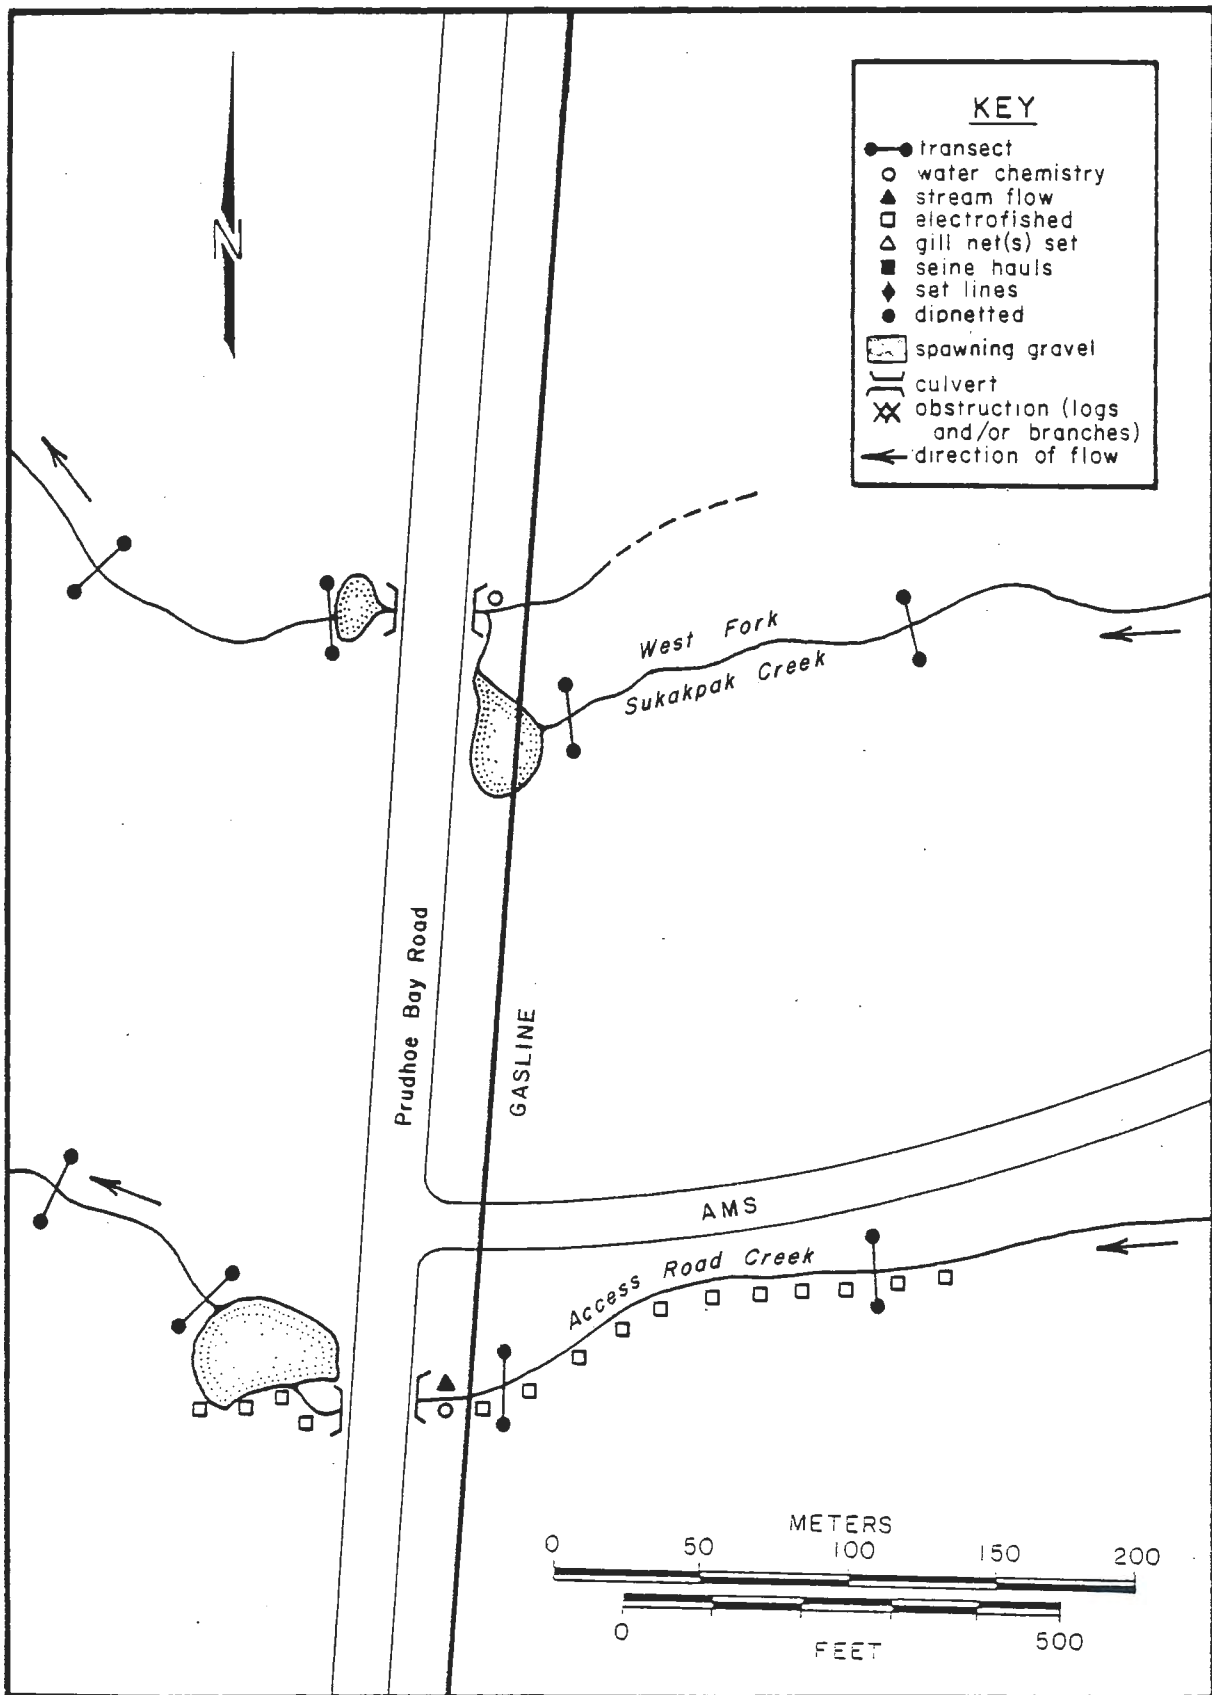 N
KEY
transect
water chemistry
stream flow
electrofished
gill net(s) set
seine hauls
set lines
dipnetted
spawning gravel
culvert
obstruction (logs
and/or branches)
direction of flow
West Fork
Sukakpak Creek
Prudhoe Bay Road
GASLINE
AMS
Access Road Creek
METERS
0 50 100 150 200
0 500
FEET